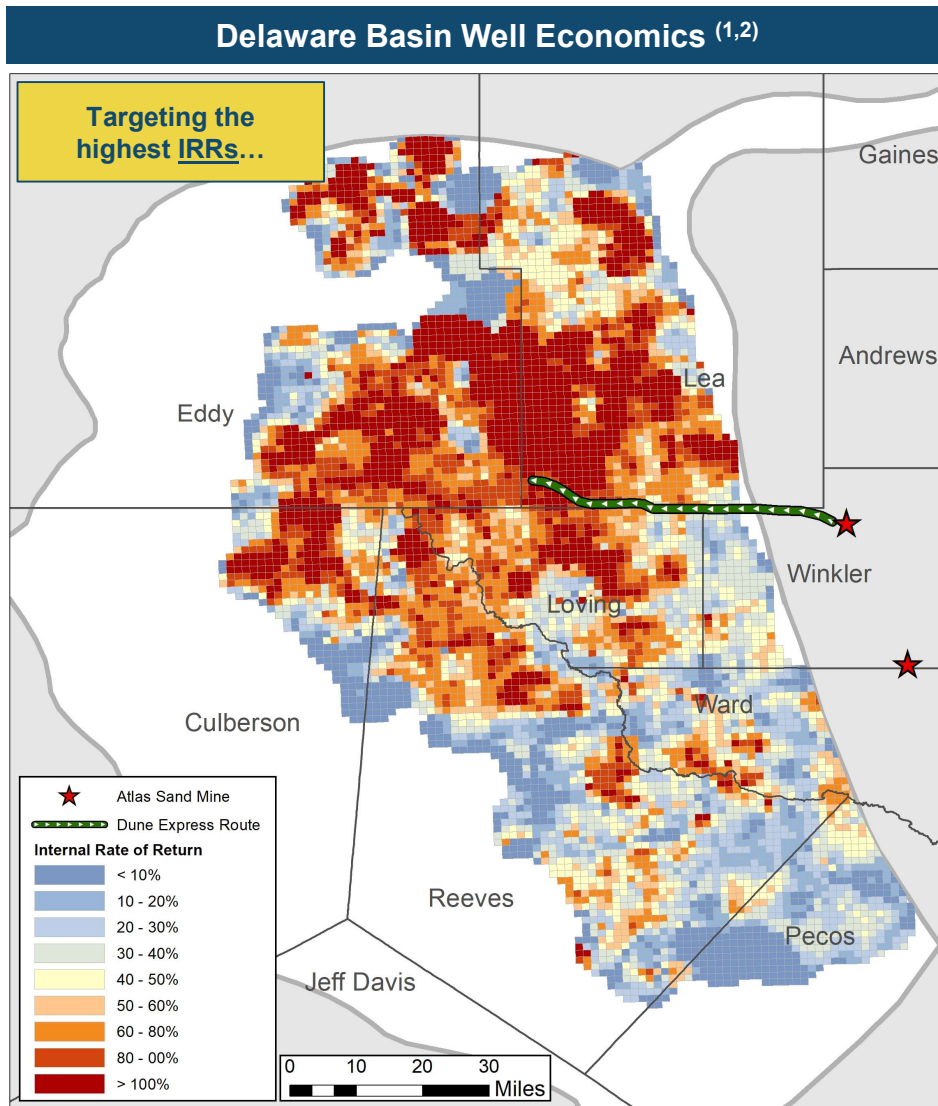 Delaware Basin Well Economics (1,2)
Targeting the
highest IRRs…
Gaines
Andrews
Lea
Eddy
Winkler
Loving
Ward
Culberson
Reeves
Pecos
Jeff Davis
Atlas Sand Mine
Dune Express Route
Internal Rate of Return
< 10%
10 - 20%
20 - 30%
30 - 40%
40 - 50%
50 - 60%
60 - 80%
80 - 00%
> 100%
0 10 20 30
Miles